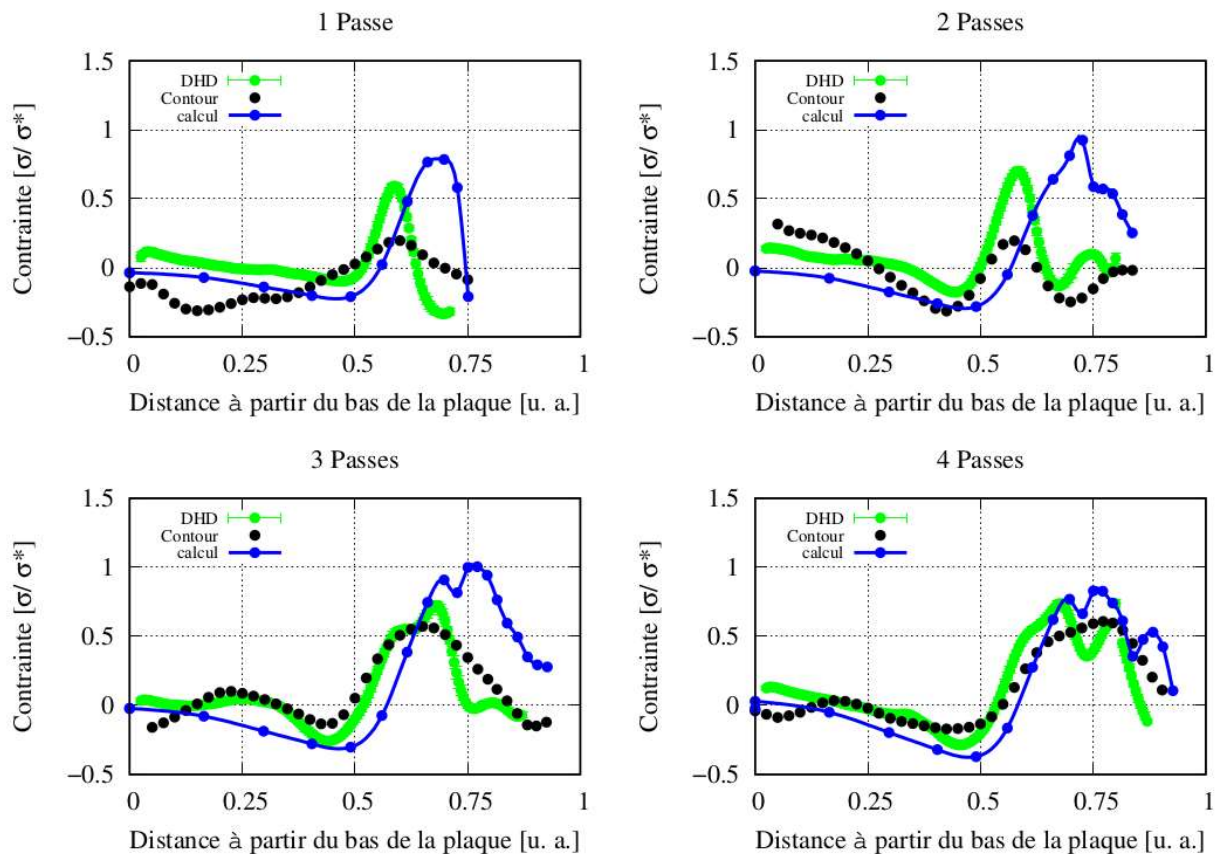 1 Passe
Contrainte [σ/ σ*]
1.5
1
0.5
0
−0.5
DHD
Contour
calcul
0
0.25
0.5
0.75
1
Distance à partir du bas de la plaque [u. a.]
2 Passes
Contrainte [σ/ σ*]
1.5
1
0.5
0
−0.5
DHD
Contour
calcul
0
0.25
0.5
0.75
1
Distance à partir du bas de la plaque [u. a.]
3 Passes
Contrainte [σ/ σ*]
1.5
1
0.5
0
−0.5
DHD
Contour
calcul
0
0.25
0.5
0.75
1
Distance à partir du bas de la plaque [u. a.]
4 Passes
Contrainte [σ/ σ*]
1.5
1
0.5
0
−0.5
DHD
Contour
calcul
0
0.25
0.5
0.75
1
Distance à partir du bas de la plaque [u. a.]